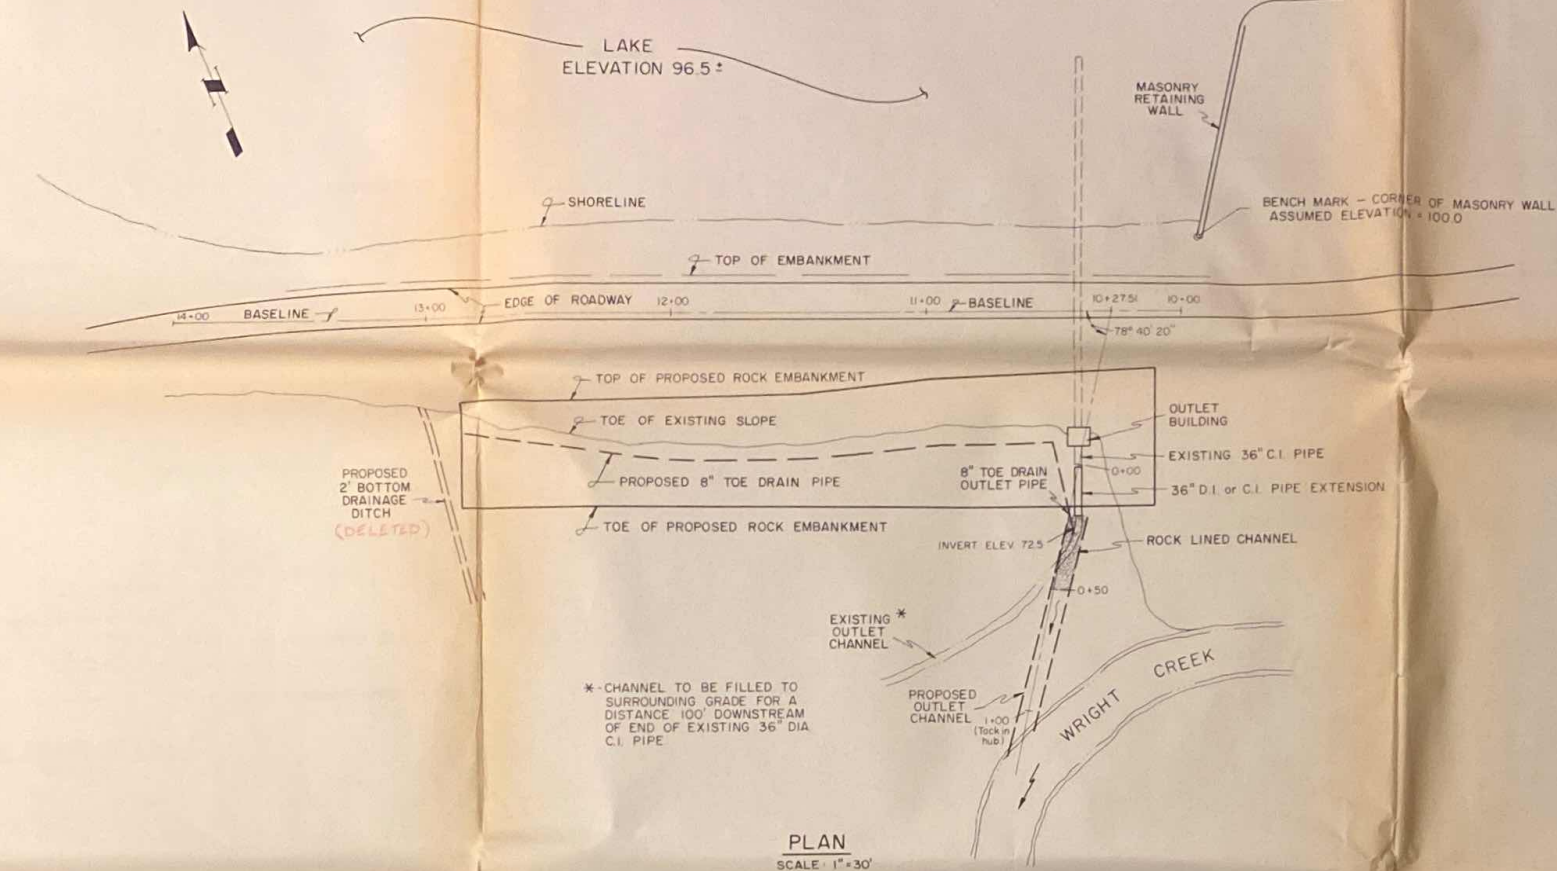 LAKE
ELEVATION 96.5±
MASONRY
RETAINING
WALL
SHORELINE
BENCH MARK – CORNER OF MASONRY WALL
ASSUMED ELEVATION = 100.0
TOP OF EMBANKMENT
14+00
BASELINE
13+00
EDGE OF ROADWAY
12+00
11+00
BASELINE
10+27.51
10+00
78° 40' 20"
TOP OF PROPOSED ROCK EMBANKMENT
TOE OF EXISTING SLOPE
OUTLET
BUILDING
PROPOSED
2' BOTTOM
DRAINAGE
DITCH
(DELETED)
PROPOSED 8" TOE DRAIN PIPE
8" TOE DRAIN
OUTLET PIPE
EXISTING 36" C.I. PIPE
0+00
36" D.I. or C.I. PIPE EXTENSION
TOE OF PROPOSED ROCK EMBANKMENT
INVERT ELEV 72.5
ROCK LINED CHANNEL
0+50
EXISTING *
OUTLET
CHANNEL
WRIGHT CREEK
* - CHANNEL TO BE FILLED TO
SURROUNDING GRADE FOR A
DISTANCE 100' DOWNSTREAM
OF END OF EXISTING 36" DIA
C.I. PIPE
PROPOSED
OUTLET
CHANNEL
1+00
(Tack in
hub)
PLAN
SCALE: 1"=30'